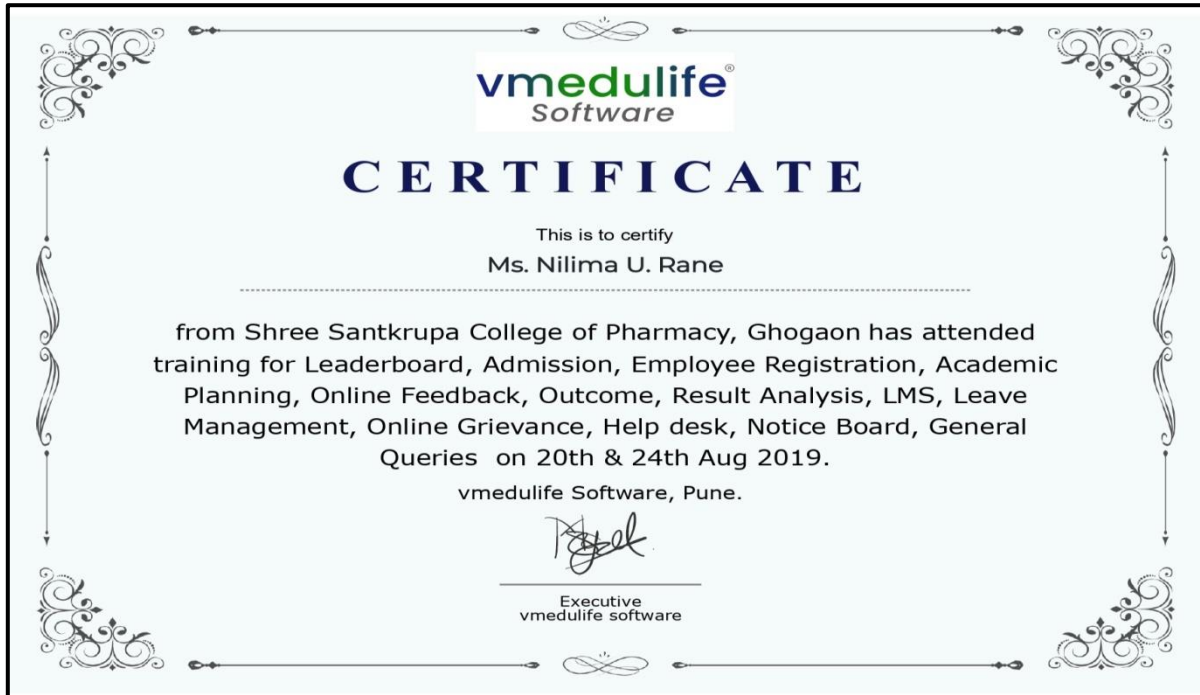 vmedulife®
Software
CERTIFICATE
This is to certify
Ms. Nilima U. Rane
from Shree Santkrupa College of Pharmacy, Ghogaon has attended
training for Leaderboard, Admission, Employee Registration, Academic
Planning, Online Feedback, Outcome, Result Analysis, LMS, Leave
Management, Online Grievance, Help desk, Notice Board, General
Queries on 20th & 24th Aug 2019.
vmedulife Software, Pune.
Executive
vmedulife software